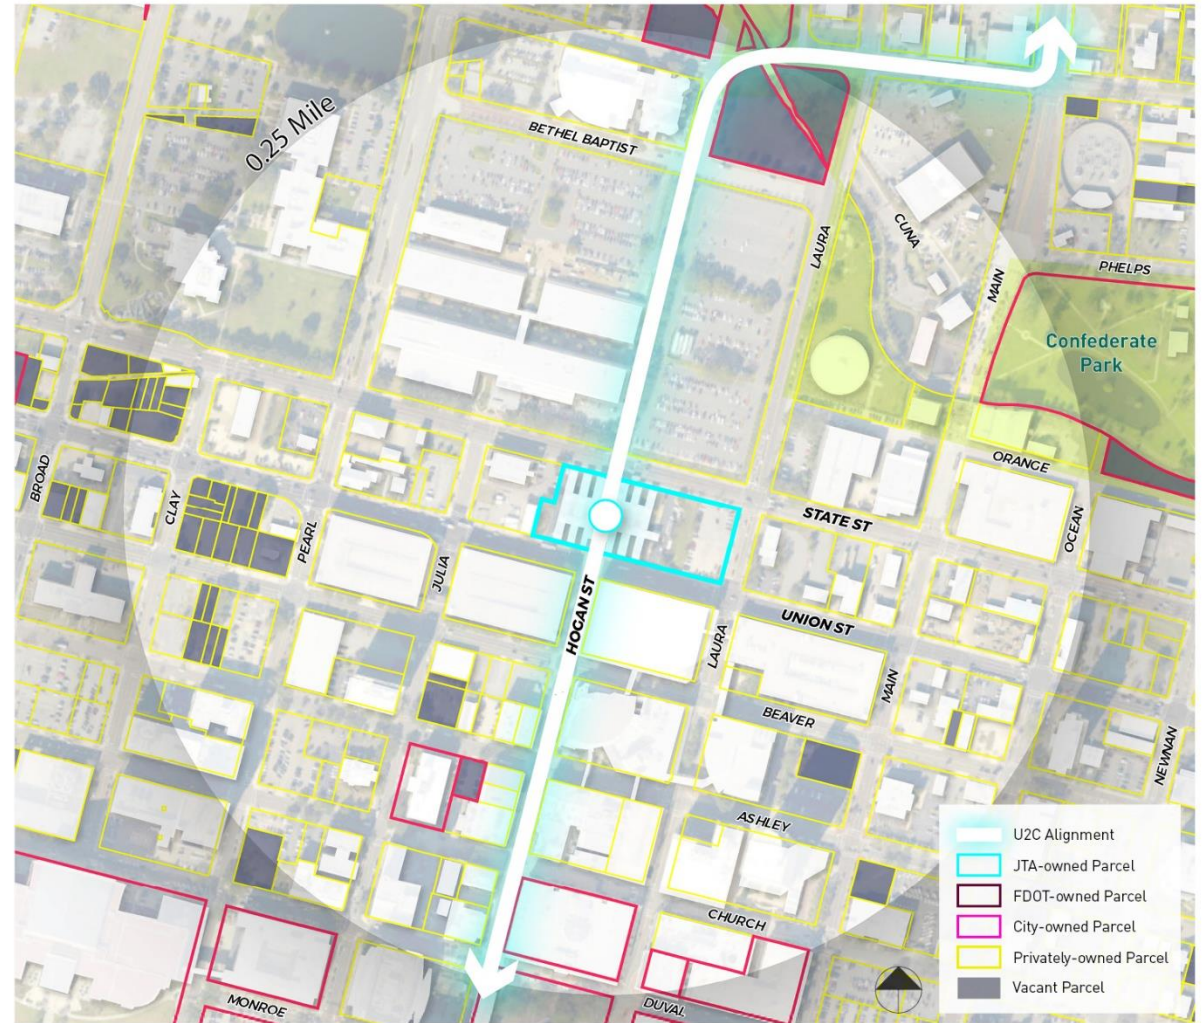 0.25 Mile
BETHEL BAPTIST
LAURA
CUNA
MAIN
PHELPS
Confederate
Park
BROAD
CLAY
PEARL
JULIA
HOGAN ST
STATE ST
ORANGE
OCEAN
UNION ST
LAURA
MAIN
BEAVER
NEWNAN
ASHLEY
CHURCH
MONROE
DUVAL
U2C Alignment
JTA-owned Parcel
FDOT-owned Parcel
City-owned Parcel
Privately-owned Parcel
Vacant Parcel